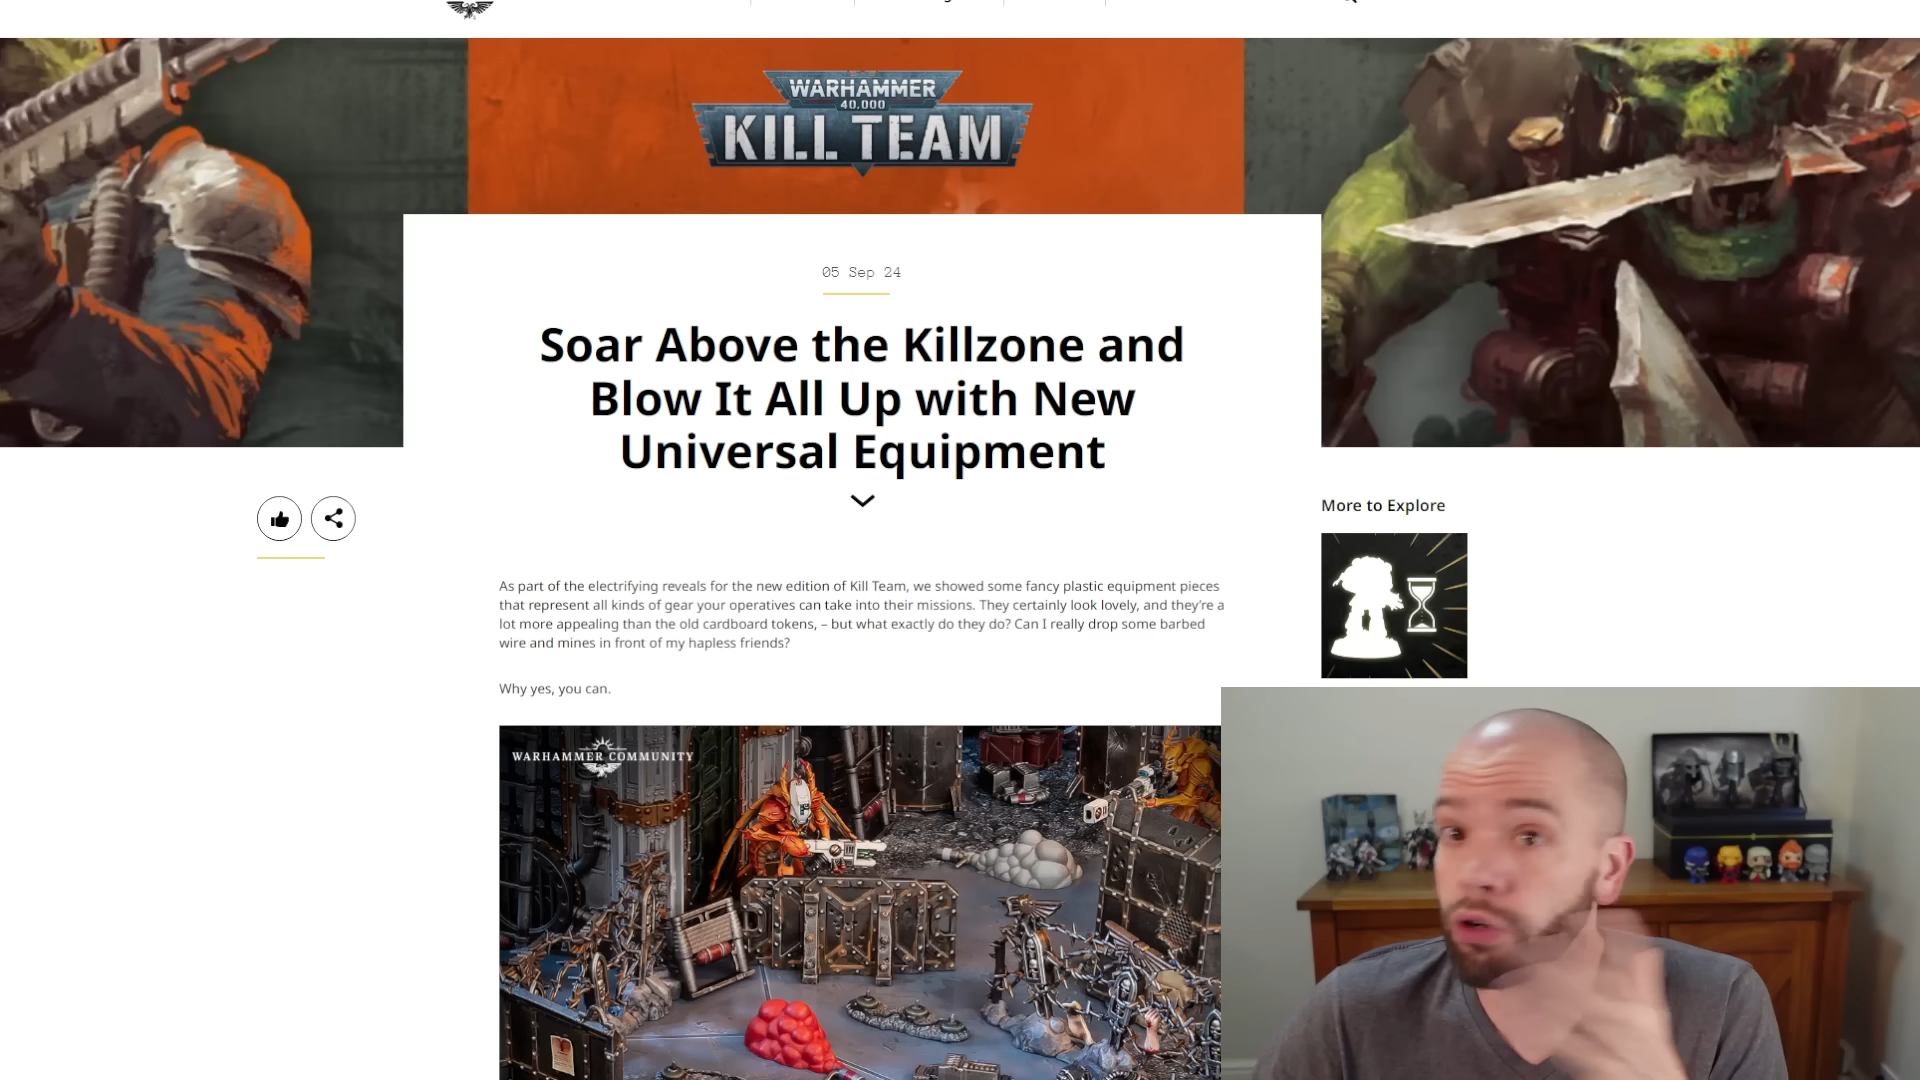 WARHAMMER
40,000
KILL TEAM
05 Sep 24
Soar Above the Killzone and
Blow It All Up with New
Universal Equipment
As part of the electrifying reveals for the new edition of Kill Team, we showed some fancy plastic equipment pieces
that represent all kinds of gear your operatives can take into their missions. They certainly look lovely, and they're a
lot more appealing than the old cardboard tokens, – but what exactly do they do? Can I really drop some barbed
wire and mines in front of my hapless friends?
Why yes, you can.
More to Explore
WARHAMMER COMMUNITY